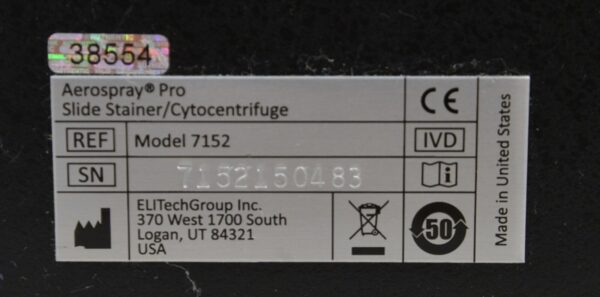 38554
Aerospray® Pro
Slide Stainer/Cytocentrifuge
CE
REF Model 7152
IVD
SN 7152150483
i
ELITechGroup Inc.
370 West 1700 South
Logan, UT 84321
USA
50
Made in United States